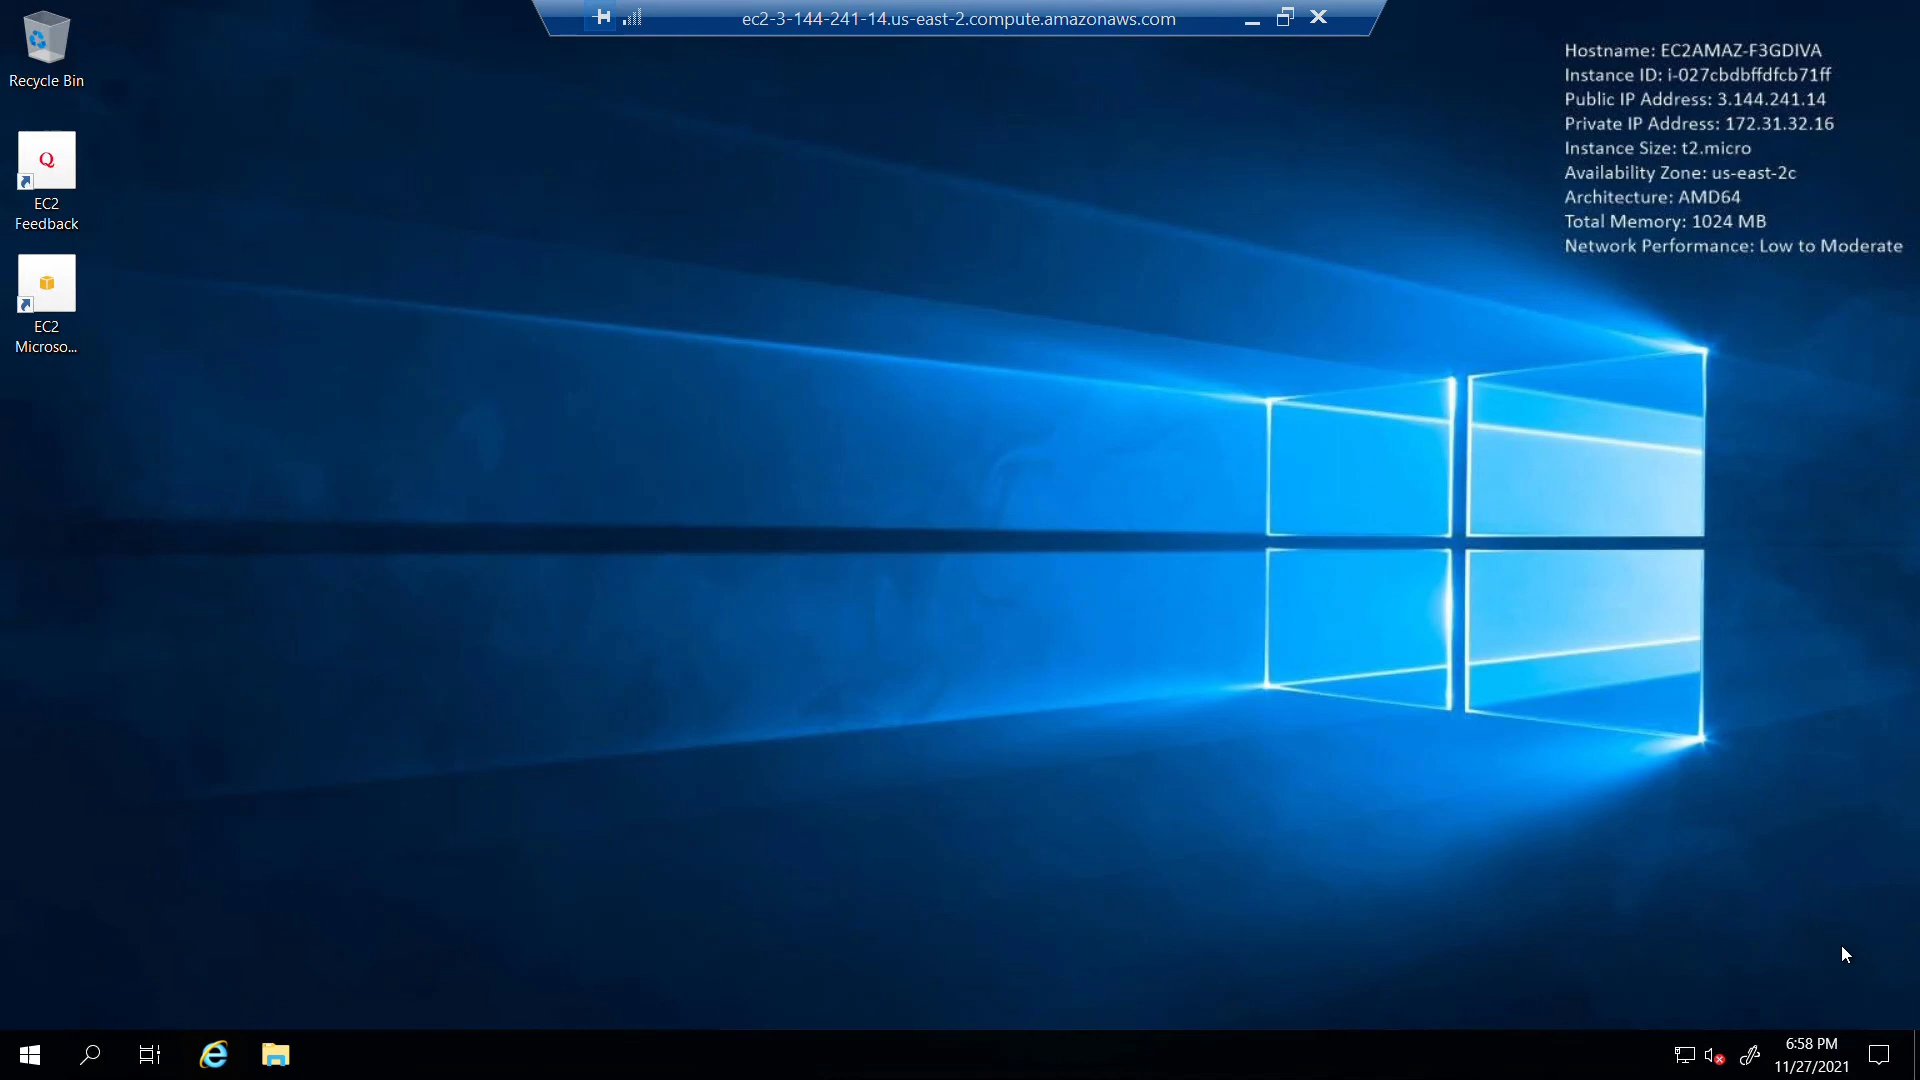 ec2-3-144-241-14.us-east-2.compute.amazonaws.com
Recycle Bin
Q
EC2
Feedback
EC2
Microso...
Hostname: EC2AMAZ-F3GDIVA
Instance ID: i-027cbdbffdfcb71ff
Public IP Address: 3.144.241.14
Private IP Address: 172.31.32.16
Instance Size: t2.micro
Availability Zone: us-east-2c
Architecture: AMD64
Total Memory: 1024 MB
Network Performance: Low to Moderate
6:58 PM
11/27/2021